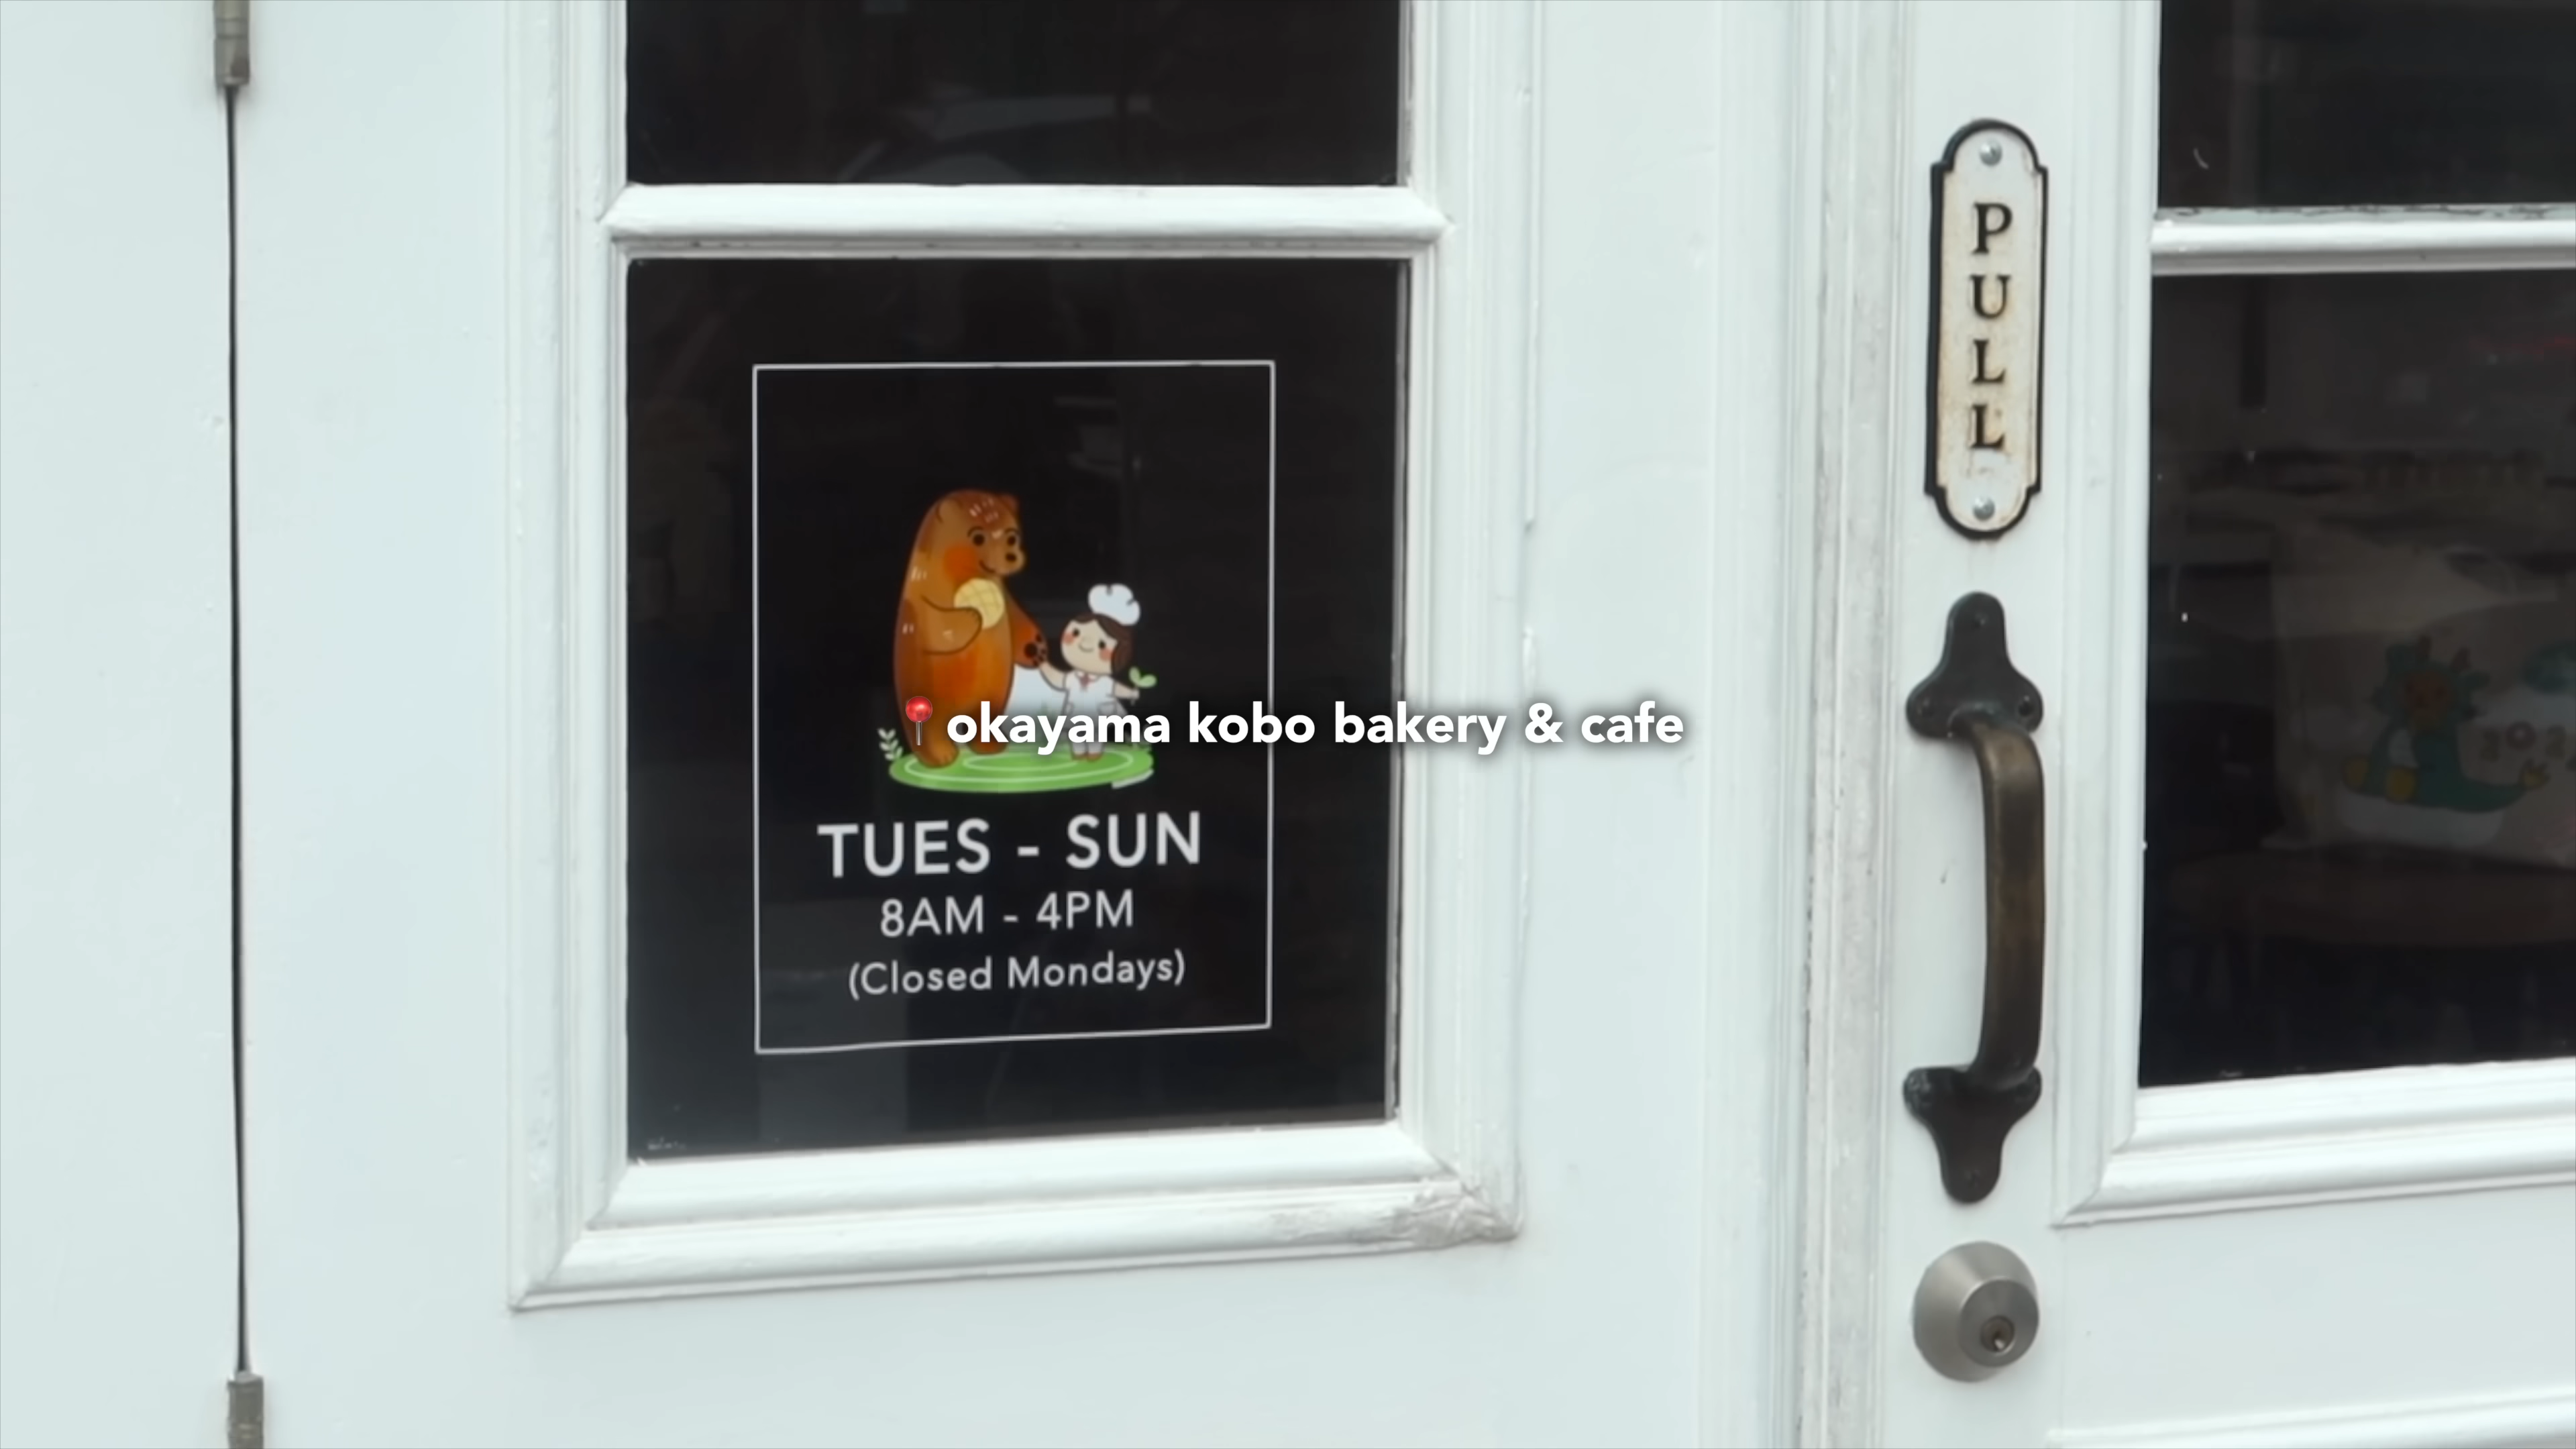 PULL
📍okayama kobo bakery & cafe
TUES - SUN
8AM - 4PM
(Closed Mondays)